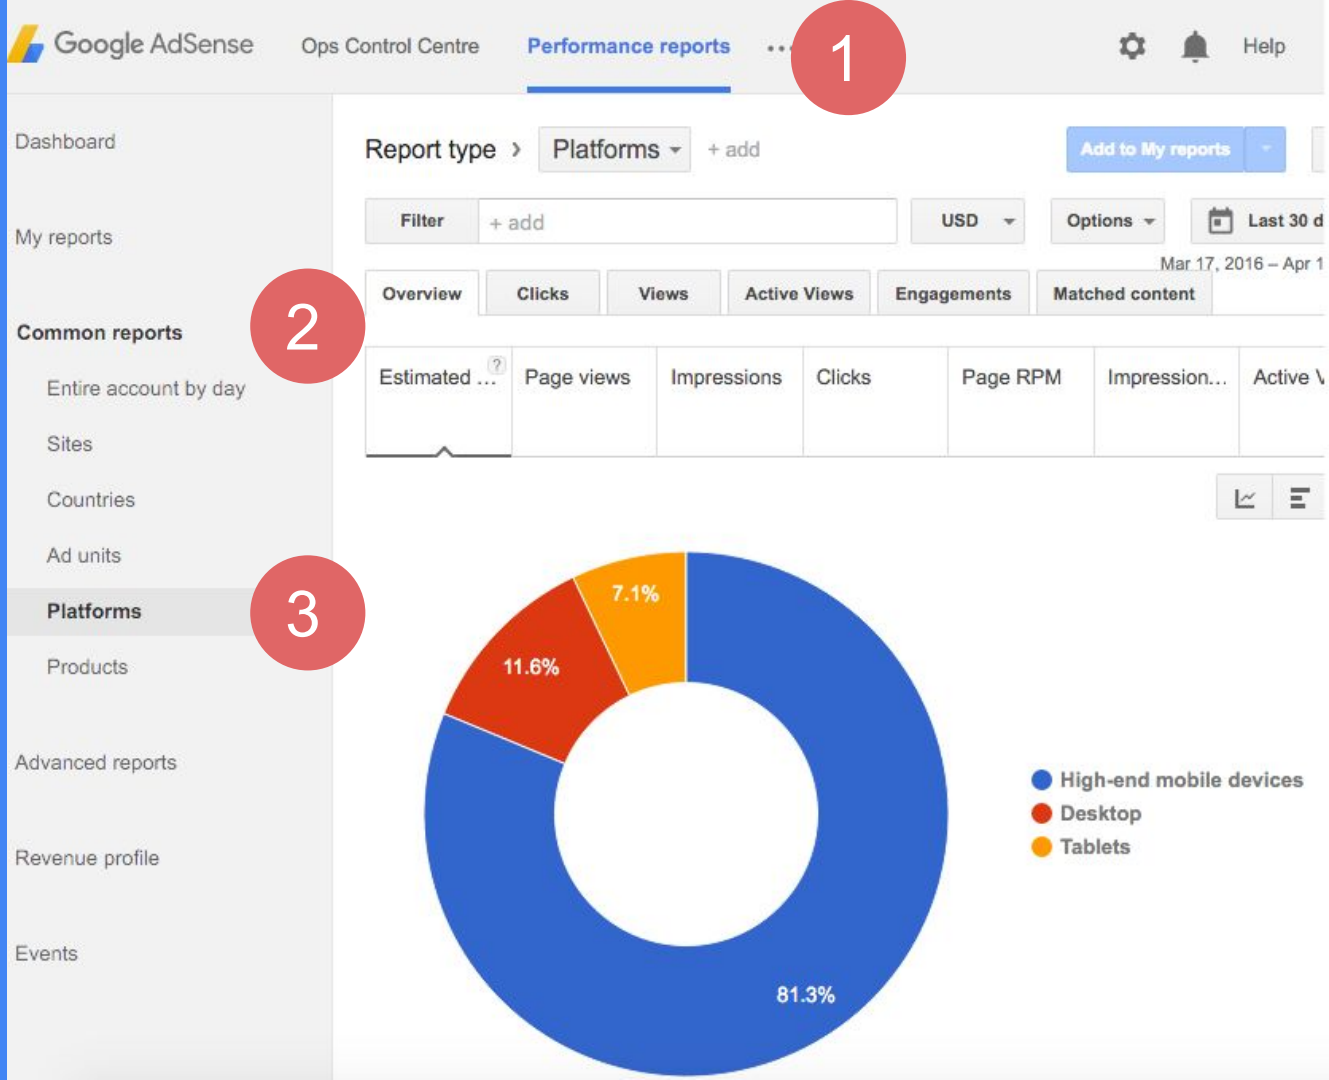 Google AdSense
Ops Control Centre
Performance reports
...
1
Help
Dashboard
My reports
Common reports
2
Entire account by day
Sites
Countries
Ad units
Platforms
3
Products
Advanced reports
Revenue profile
Events
Report type
Platforms
+ add
Add to My reports
Filter
+ add
USD
Options
Last 30 d
Mar 17, 2016 – Apr 1
Overview
Clicks
Views
Active Views
Engagements
Matched content
Estimated ...
?
Page views
Impressions
Clicks
Page RPM
Impression...
Active V
7.1%
11.6%
81.3%
High-end mobile devices
Desktop
Tablets